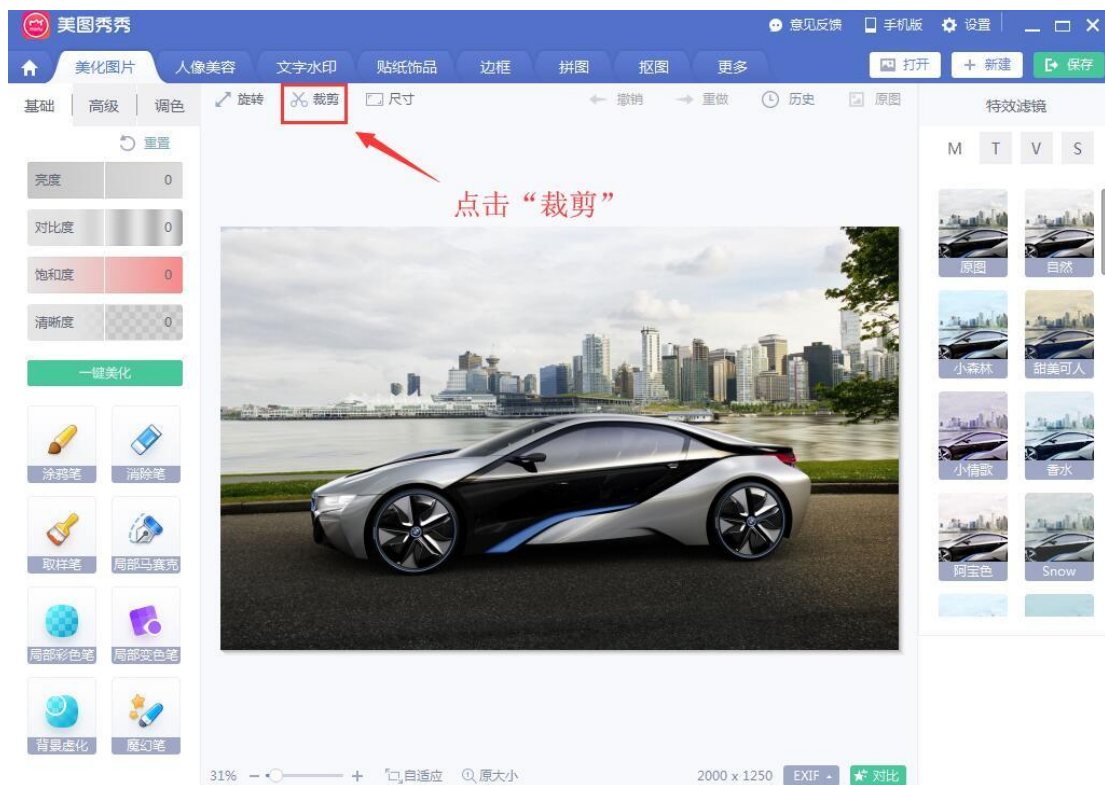 美图秀秀
意见反馈 手机版 设置
美化图片 人像美容 文字水印 贴纸饰品 边框 拼图 抠图 更多 打开 + 新建 保存
基础 高级 调色
旋转 裁剪 尺寸 撤销 重做 历史 原图
特效滤镜
重置
M T V S
亮度 0
对比度 0
饱和度 0
清晰度 0
一键美化
点击“裁剪”
涂鸦笔 消除笔
取样笔 局部马赛克
局部彩色笔 局部变色笔
背景虚化 魔幻笔
原图 自然
小森林 甜美可人
小情歌 香水
阿宝色 Snow
31% − + 自适应 原大小 2000 x 1250 EXIF 对比